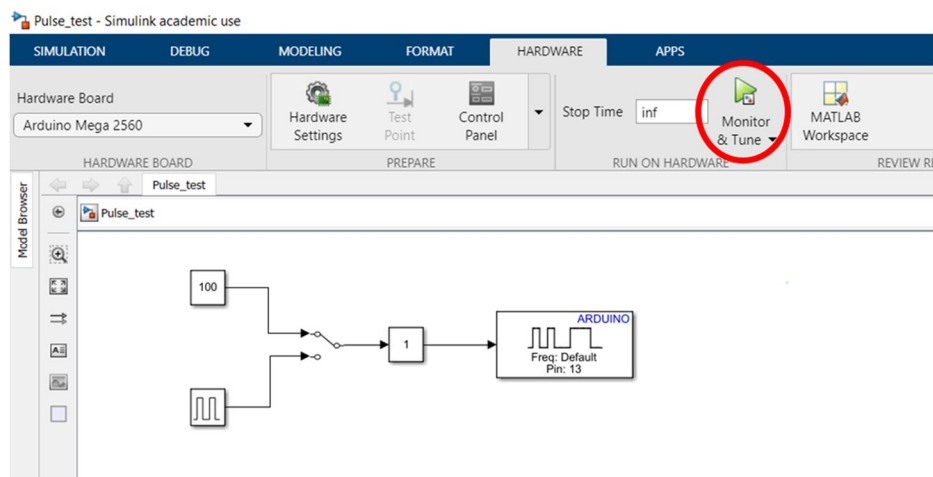 Pulse_test - Simulink academic use
SIMULATION
DEBUG
MODELING
FORMAT
HARDWARE
APPS
Hardware Board
Arduino Mega 2560
HARDWARE BOARD
Hardware
Settings
Test
Point
Control
Panel
PREPARE
Stop Time
inf
Monitor
& Tune
RUN ON HARDWARE
MATLAB
Workspace
REVIEW R
Model Browser
Pulse_test
Pulse_test
100
1
ARDUINO
Freq: Default
Pin: 13